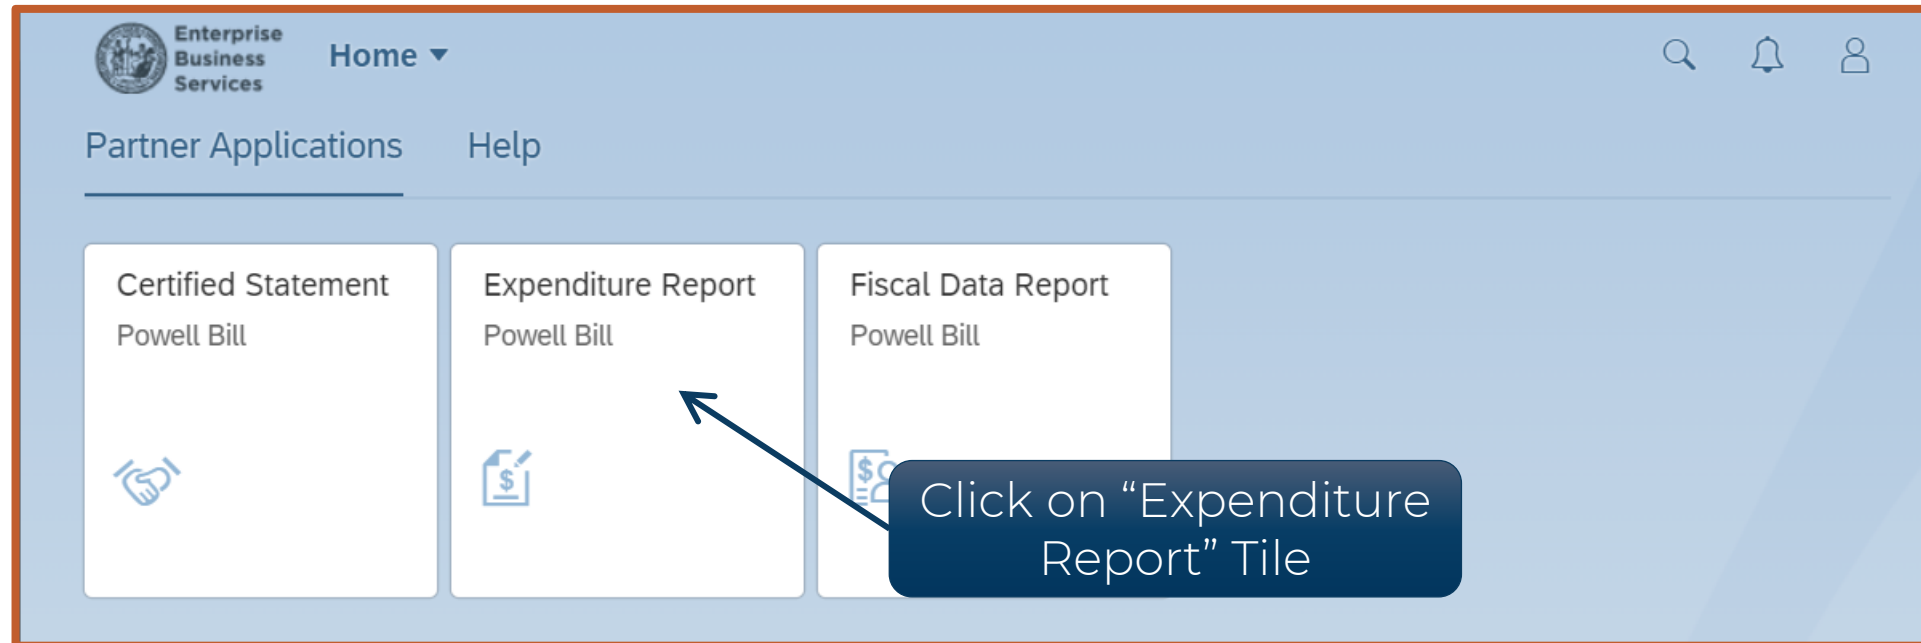 Enterprise
Business
Services
Home
Partner Applications
Help
Certified Statement
Powell Bill
Expenditure Report
Powell Bill
Fiscal Data Report
Powell Bill
Click on “Expenditure
Report” Tile